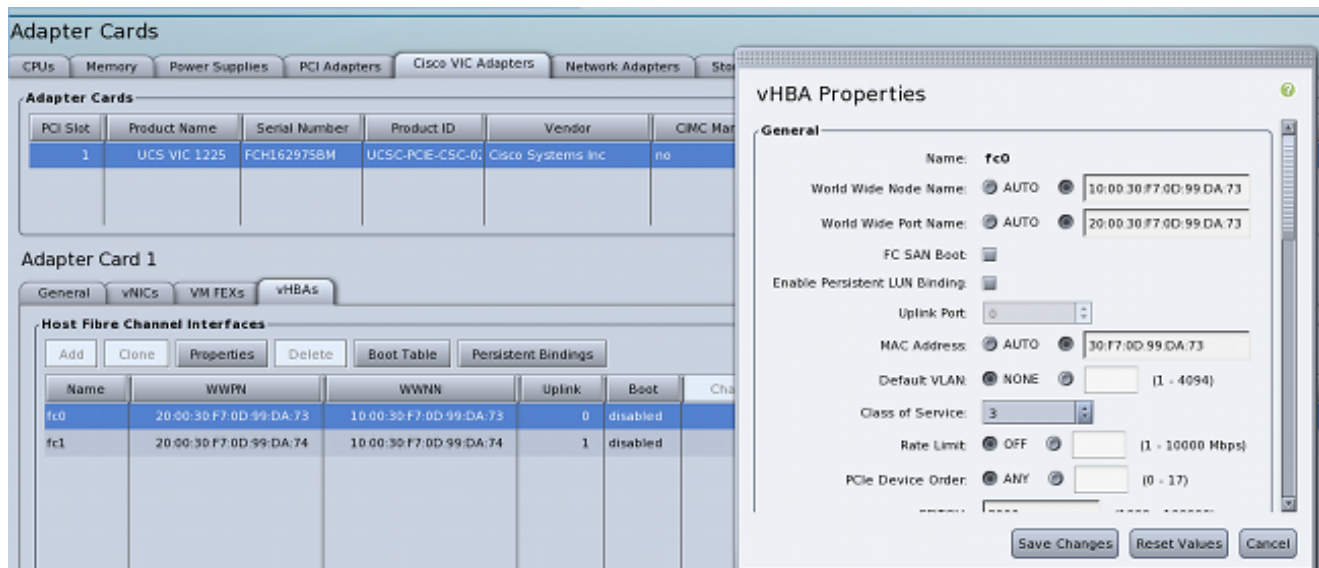 Adapter Cards
CPUs Memory Power Supplies PCI Adapters Cisco VIC Adapters Network Adapters
Adapter Cards
PCI Slot Product Name Serial Number Product ID Vendor CIMC
1 UCS VIC 1225 FCH16297SBM UCSC-PCIE-CSC-02 Cisco Systems Inc no
Adapter Card 1
General vNICs VM FEXs vHBAs
Host Fibre Channel Interfaces
Add Clone Properties Delete Boot Table Persistent Bindings
Name WWPN WWNN Uplink Boot
fc0 20:00:30:F7:0D:99:DA:73 10:00:30:F7:0D:99:DA:73 0 disabled
fc1 20:00:30:F7:0D:99:DA:74 10:00:30:F7:0D:99:DA:74 1 disabled
vHBA Properties
General
Name: fc0
World Wide Node Name: AUTO 10:00:30:F7:0D:99:DA:73
World Wide Port Name: AUTO 20:00:30:F7:0D:99:DA:73
FC SAN Boot:
Enable Persistent LUN Binding:
Uplink Port: 0
MAC Address: AUTO 30:F7:0D:99:DA:73
Default VLAN: NONE (1 - 4094)
Class of Service: 3
Rate Limit: OFF (1 - 10000 Mbps)
PCIe Device Order: ANY (0 - 17)
Save Changes Reset Values Cancel